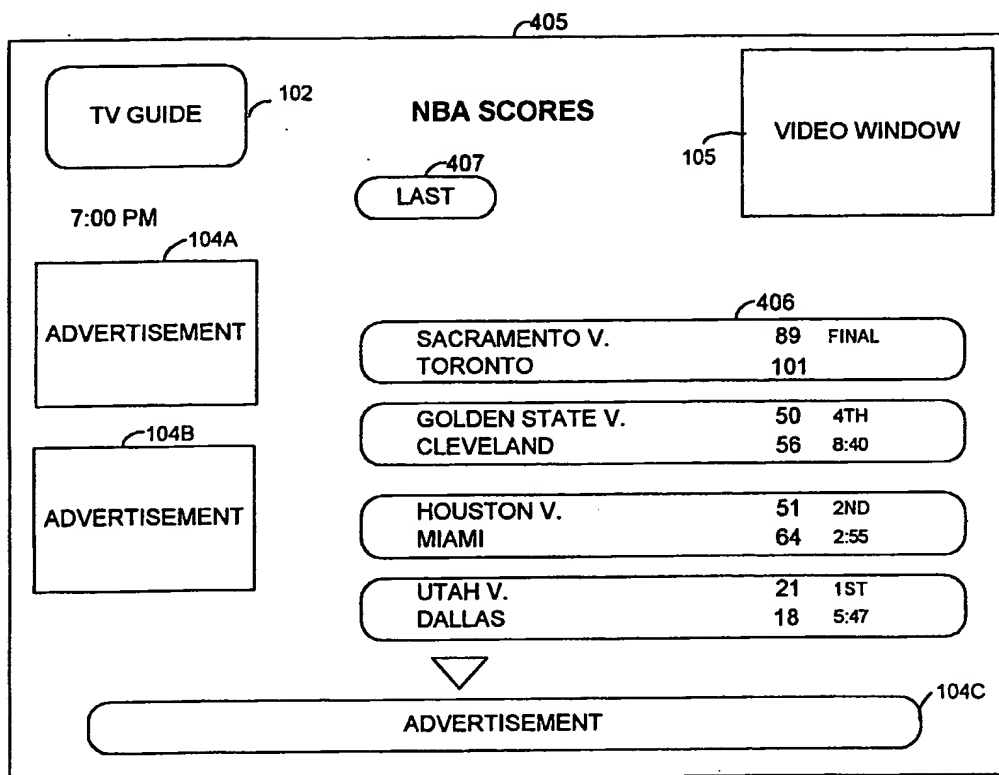 405
TV GUIDE
102
NBA SCORES
VIDEO WINDOW
105
407
LAST
7:00 PM
104A
ADVERTISEMENT
406
SACRAMENTO V. 89 FINAL
TORONTO 101
GOLDEN STATE V. 50 4TH
CLEVELAND 56 8:40
104B
ADVERTISEMENT
HOUSTON V. 51 2ND
MIAMI 64 2:55
UTAH V. 21 1ST
DALLAS 18 5:47
104C
ADVERTISEMENT